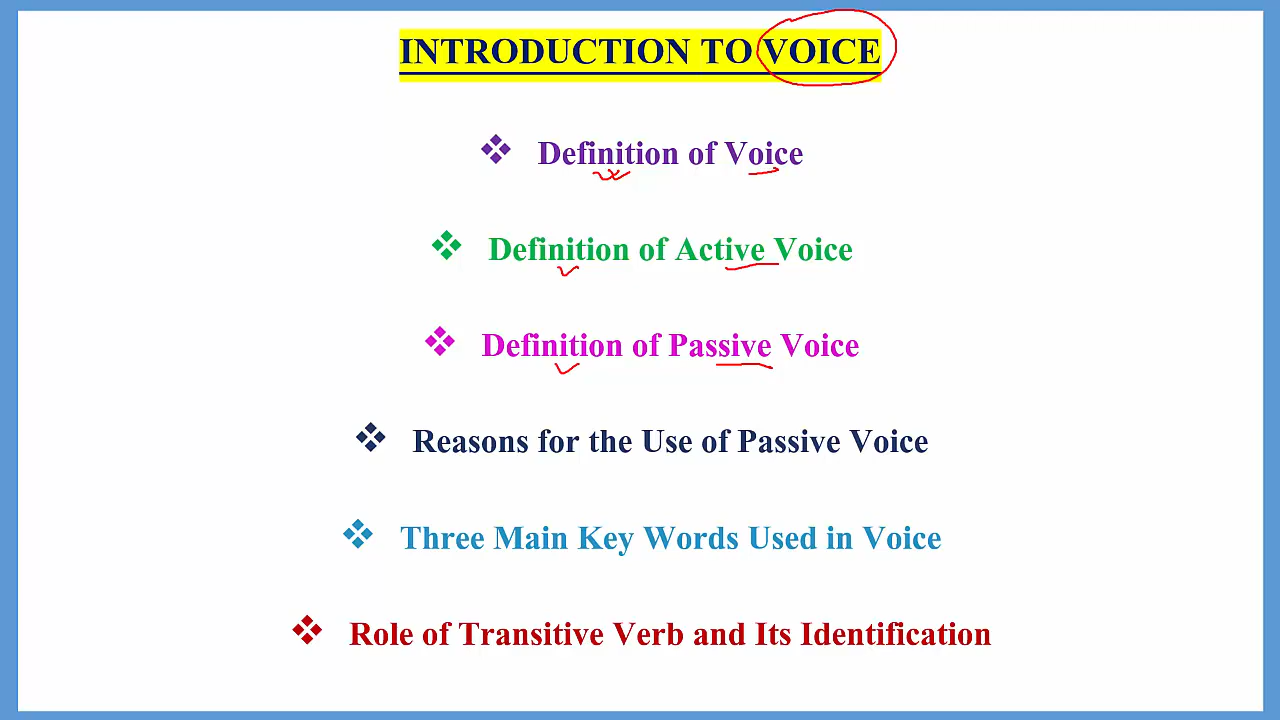 INTRODUCTION TO VOICE
Definition of Voice
Definition of Active Voice
Definition of Passive Voice
Reasons for the Use of Passive Voice
Three Main Key Words Used in Voice
Role of Transitive Verb and Its Identification